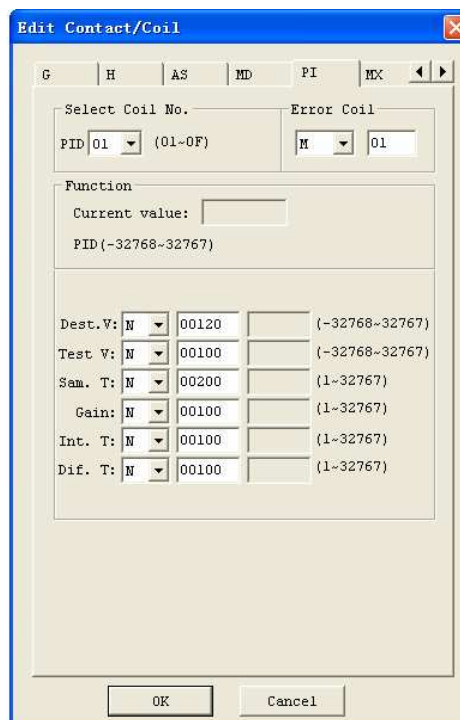 Edit Contact/Coil
G H AS MD PI MX
Select Coil No. Error Coil
PID 01 (01~0F) M 01
Function
Current value:
PID(-32768~32767)
Dest.V: N 00120 (-32768~32767)
Test V: N 00100 (-32768~32767)
Sam. T: N 00200 (1~32767)
Gain: N 00100 (1~32767)
Int. T: N 00100 (1~32767)
Dif. T: N 00100 (1~32767)
OK Cancel